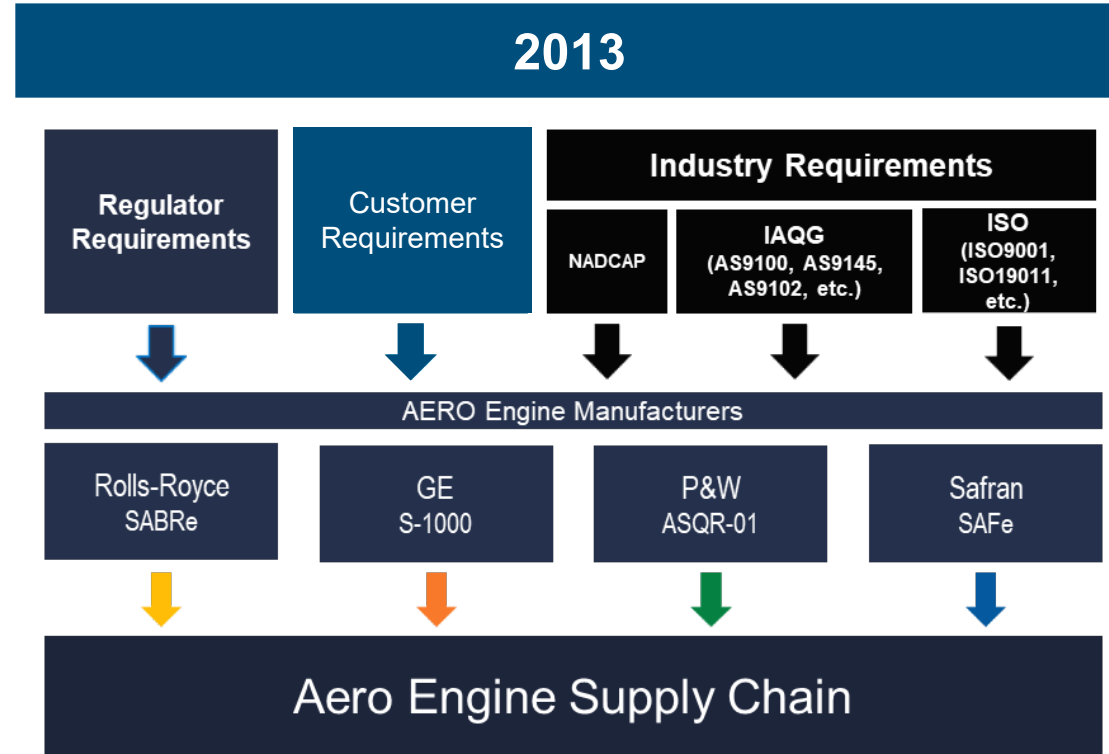 2013
Regulator
Requirements
Customer
Requirements
Industry Requirements
NADCAP
IAQG
(AS9100, AS9145,
AS9102, etc.)
ISO
(ISO9001,
ISO19011,
etc.)
AERO Engine Manufacturers
Rolls-Royce
SABRe
GE
S-1000
P&W
ASQR-01
Safran
SAFe
Aero Engine Supply Chain